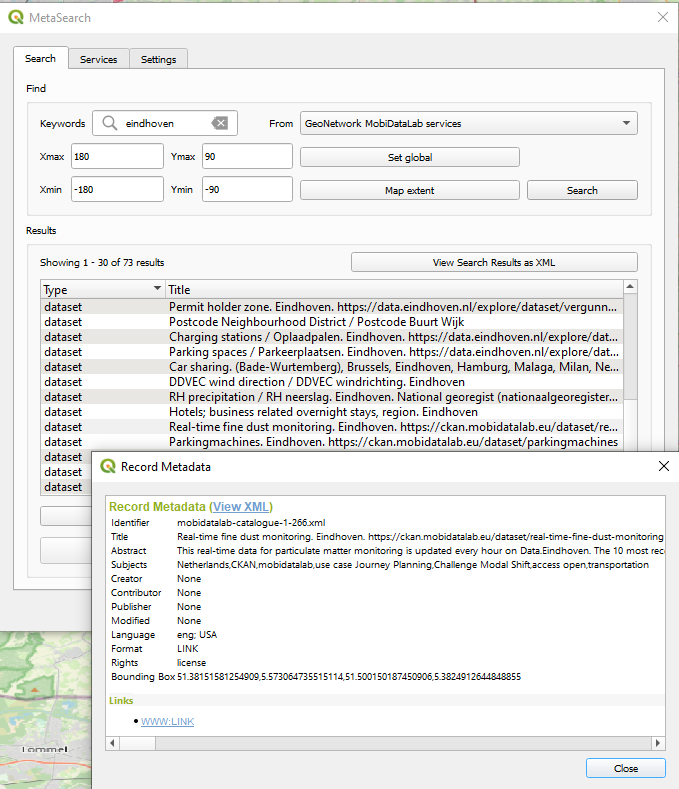 MetaSearch
Search Services Settings
Find
Keywords eindhoven From GeoNetwork MobiDataLab services
Xmax 180 Ymax 90 Set global
Xmin -180 Ymin -90 Map extent Search
Results
Showing 1 - 30 of 73 results View Search Results as XML
Type Title
dataset Permit holder zone. Eindhoven. https://data.eindhoven.nl/explore/dataset/vergunn...
dataset Postcode Neighbourhood District / Postcode Buurt Wijk
dataset Charging stations / Oplaadpalen. Eindhoven. https://data.eindhoven.nl/explore/dat...
dataset Parking spaces / Parkeerplaatsen. Eindhoven. https://data.eindhoven.nl/explore/dat...
dataset Car sharing. (Bade-Wurtemberg), Brussels, Eindhoven, Hamburg, Malaga, Milan, Ne...
dataset DDVEC wind direction / DDVEC windrichting. Eindhoven
dataset RH precipitation / RH neerslag. Eindhoven. National georegist (nationaalgeoregister...
dataset Hotels; business related overnight stays, region. Eindhoven
dataset Real-time fine dust monitoring. Eindhoven. https://ckan.mobidatalab.eu/dataset/re...
dataset Parkingmachines. Eindhoven. https://ckan.mobidatalab.eu/dataset/parkingmachines
dataset
dataset
dataset
Record Metadata
Record Metadata (View XML)
Identifier mobidatalab-catalogue-1-266.xml
Title Real-time fine dust monitoring. Eindhoven. https://ckan.mobidatalab.eu/dataset/real-time-fine-dust-monitoring
Abstract This real-time data for particulate matter monitoring is updated every hour on Data.Eindhoven. The 10 most rece
Subjects Netherlands,CKAN,mobidatalab,use case Journey Planning,Challenge Modal Shift,access open,transportation
Creator None
Contributor None
Publisher None
Modified None
Language eng; USA
Format LINK
Rights license
Bounding Box 51.38151581254909,5.573064735515114,51.500150187450906,5.3824912644848855
Links
WWW:LINK
Lommel
Close